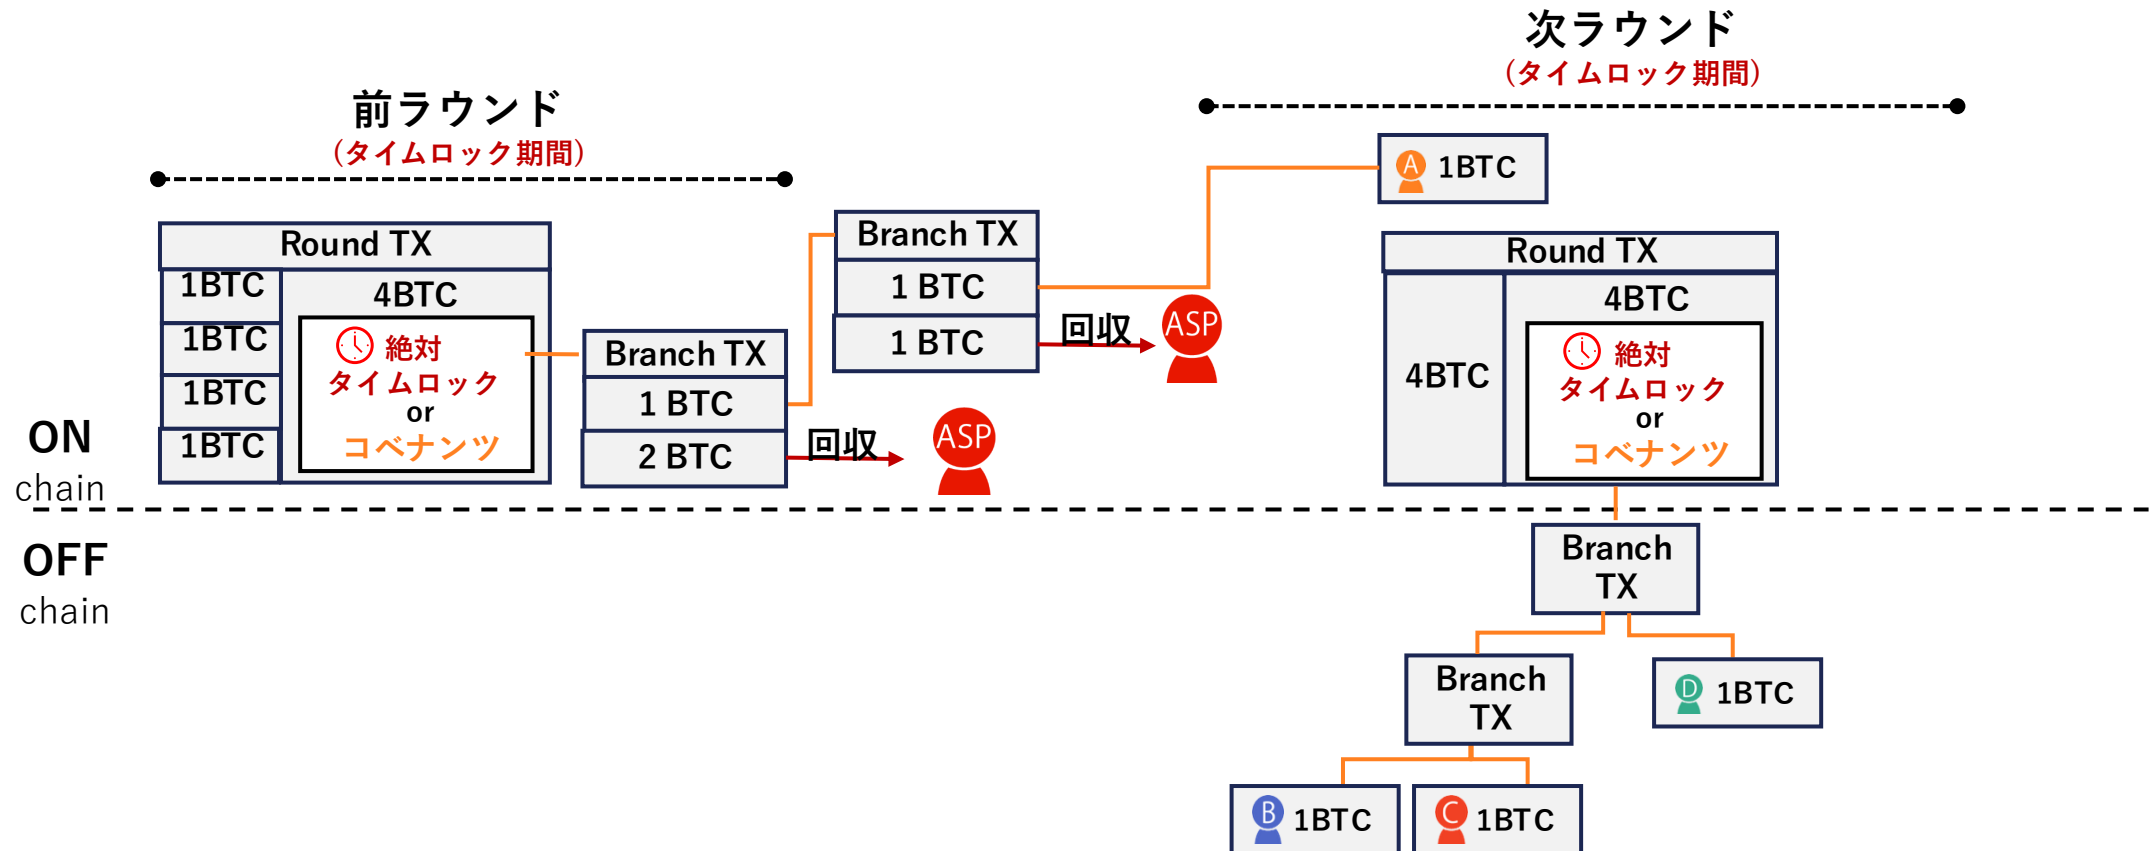 次ラウンド
(タイムロック期間)
前ラウンド
(タイムロック期間)
A 1BTC
Round TX
1BTC
1BTC
1BTC
1BTC
4BTC
絶対
タイムロック
or
コベナンツ
Branch TX
1 BTC
2 BTC
回収
ASP
Branch TX
1 BTC
1 BTC
回収
ASP
Round TX
4BTC
4BTC
絶対
タイムロック
or
コベナンツ
ON
chain
OFF
chain
Branch
TX
Branch
TX
D 1BTC
B 1BTC
C 1BTC